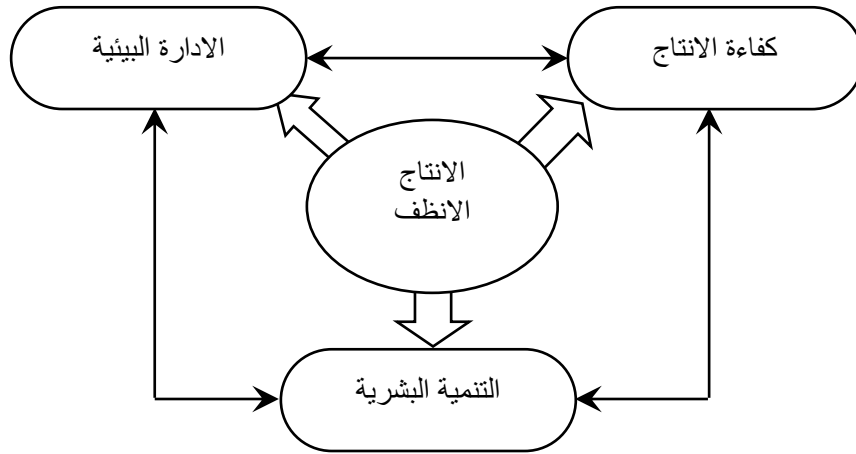 كفاءة الانتاج
الادارة البيئية
الانتاج
الانظف
التنمية البشرية